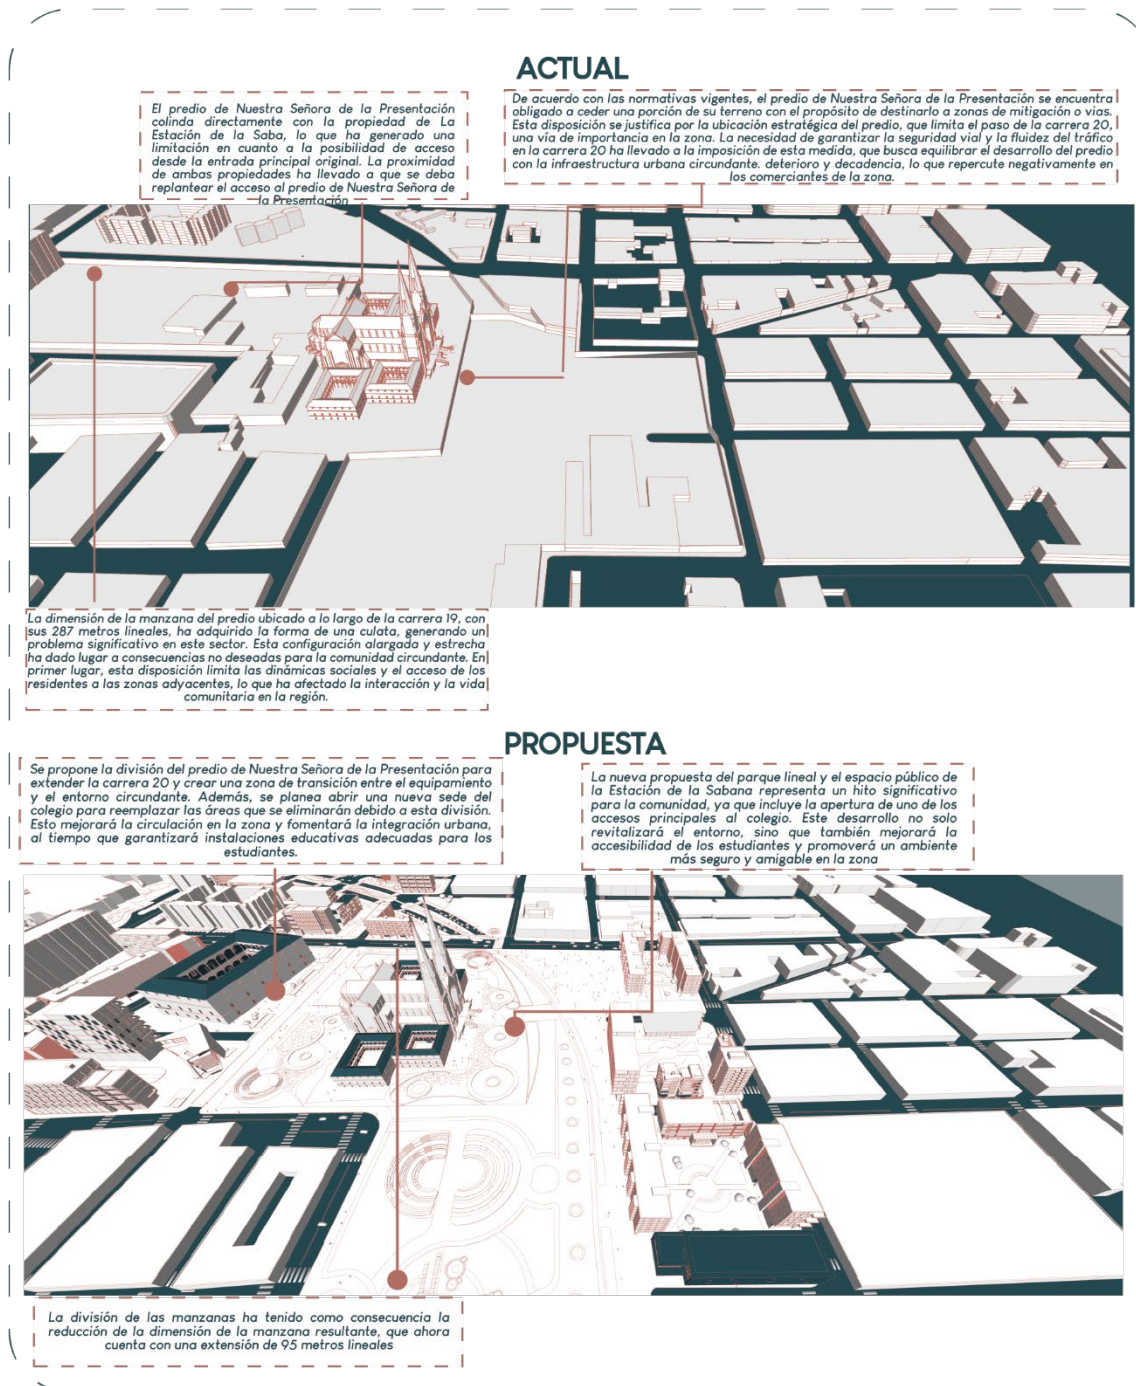 ACTUAL
El predio de Nuestra Señora de la Presentación
colinda directamente con la propiedad de La
Estación de la Saba, lo que ha generado una
limitación en cuanto a la posibilidad de acceso
desde la entrada principal original. La proximidad
de ambas propiedades ha llevado a que se deba
replantear el acceso al predio de Nuestra Señora de
la Presentación
De acuerdo con las normativas vigentes, el predio de Nuestra Señora de la Presentación se encuentra
obligado a ceder una porción de su terreno con el propósito de destinarlo a zonas de mitigación o vias.
Esta disposición se justifica por la ubicación estratégica del predio, que limita el paso de la carrera 20,
una vía de importancia en la zona. La necesidad de garantizar la seguridad vial y la fluidez del tráfico
en la carrera 20 ha llevado a la imposición de esta medida, que busca equilibrar el desarrollo del predio
con la infraestructura urbana circundante. deterioro y decadencia, lo que repercute negativamente en
los comerciantes de la zona.
La dimensión de la manzana del predio ubicado a lo largo de la carrera 19, con
sus 287 metros lineales, ha adquirido la forma de una culata, generando un
problema significativo en este sector. Esta configuración alargada y estrecha
ha dado lugar a consecuencias no deseadas para la comunidad circundante. En
primer lugar, esta disposición limita las dinámicas sociales y el acceso de los
residentes a las zonas adyacentes, lo que ha afectado la interacción y la vida
comunitaria en la región.
PROPUESTA
Se propone la división del predio de Nuestra Señora de la Presentación para
extender la carrera 20 y crear una zona de transición entre el equipamiento
y el entorno circundante. Además, se planea abrir una nueva sede del
colegio para reemplazar las áreas que se eliminarán debido a esta división.
Esto mejorará la circulación en la zona y fomentará la integración urbana,
al tiempo que garantizará instalaciones educativas adecuadas para los
estudiantes.
La nueva propuesta del parque lineal y el espacio público de
la Estación de la Sabana representa un hito significativo
para la comunidad, ya que incluye la apertura de uno de los
accesos principales al colegio. Este desarrollo no solo
revitalizará el entorno, sino que también mejorará la
accesibilidad de los estudiantes y promoverá un ambiente
más seguro y amigable en la zona
La división de las manzanas ha tenido como consecuencia la
reducción de la dimensión de la manzana resultante, que ahora
cuenta con una extensión de 95 metros lineales